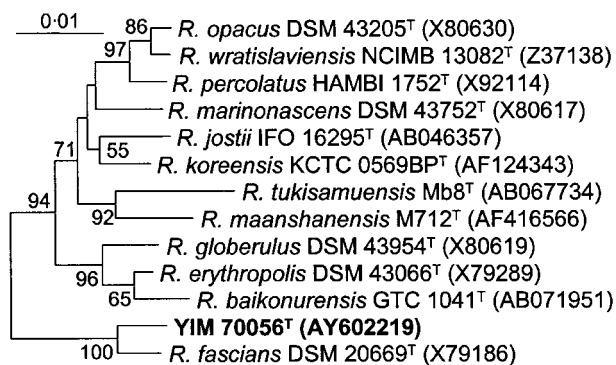 0·01
86
R. opacus DSM 43205ᵀ (X80630)
97
R. wratislaviensis NCIMB 13082ᵀ (Z37138)
R. percolatus HAMBI 1752ᵀ (X92114)
R. marinonascens DSM 43752ᵀ (X80617)
71
R. jostii IFO 16295ᵀ (AB046357)
55
R. koreensis KCTC 0569BPᵀ (AF124343)
94
R. tukisamuensis Mb8ᵀ (AB067734)
92
R. maanshanensis M712ᵀ (AF416566)
R. globerulus DSM 43954ᵀ (X80619)
96
R. erythropolis DSM 43066ᵀ (X79289)
65
R. baikonurensis GTC 1041ᵀ (AB071951)
YIM 70056ᵀ (AY602219)
100
R. fascians DSM 20669ᵀ (X79186)